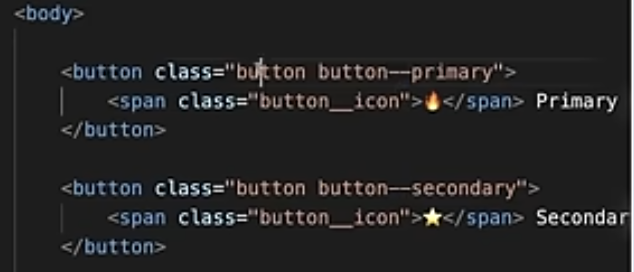 <body>
<button class="button button--primary">
<span class="button__icon">🔥</span> Primary
</button>
<button class="button button--secondary">
<span class="button__icon">⭐</span> Secondar
</button>